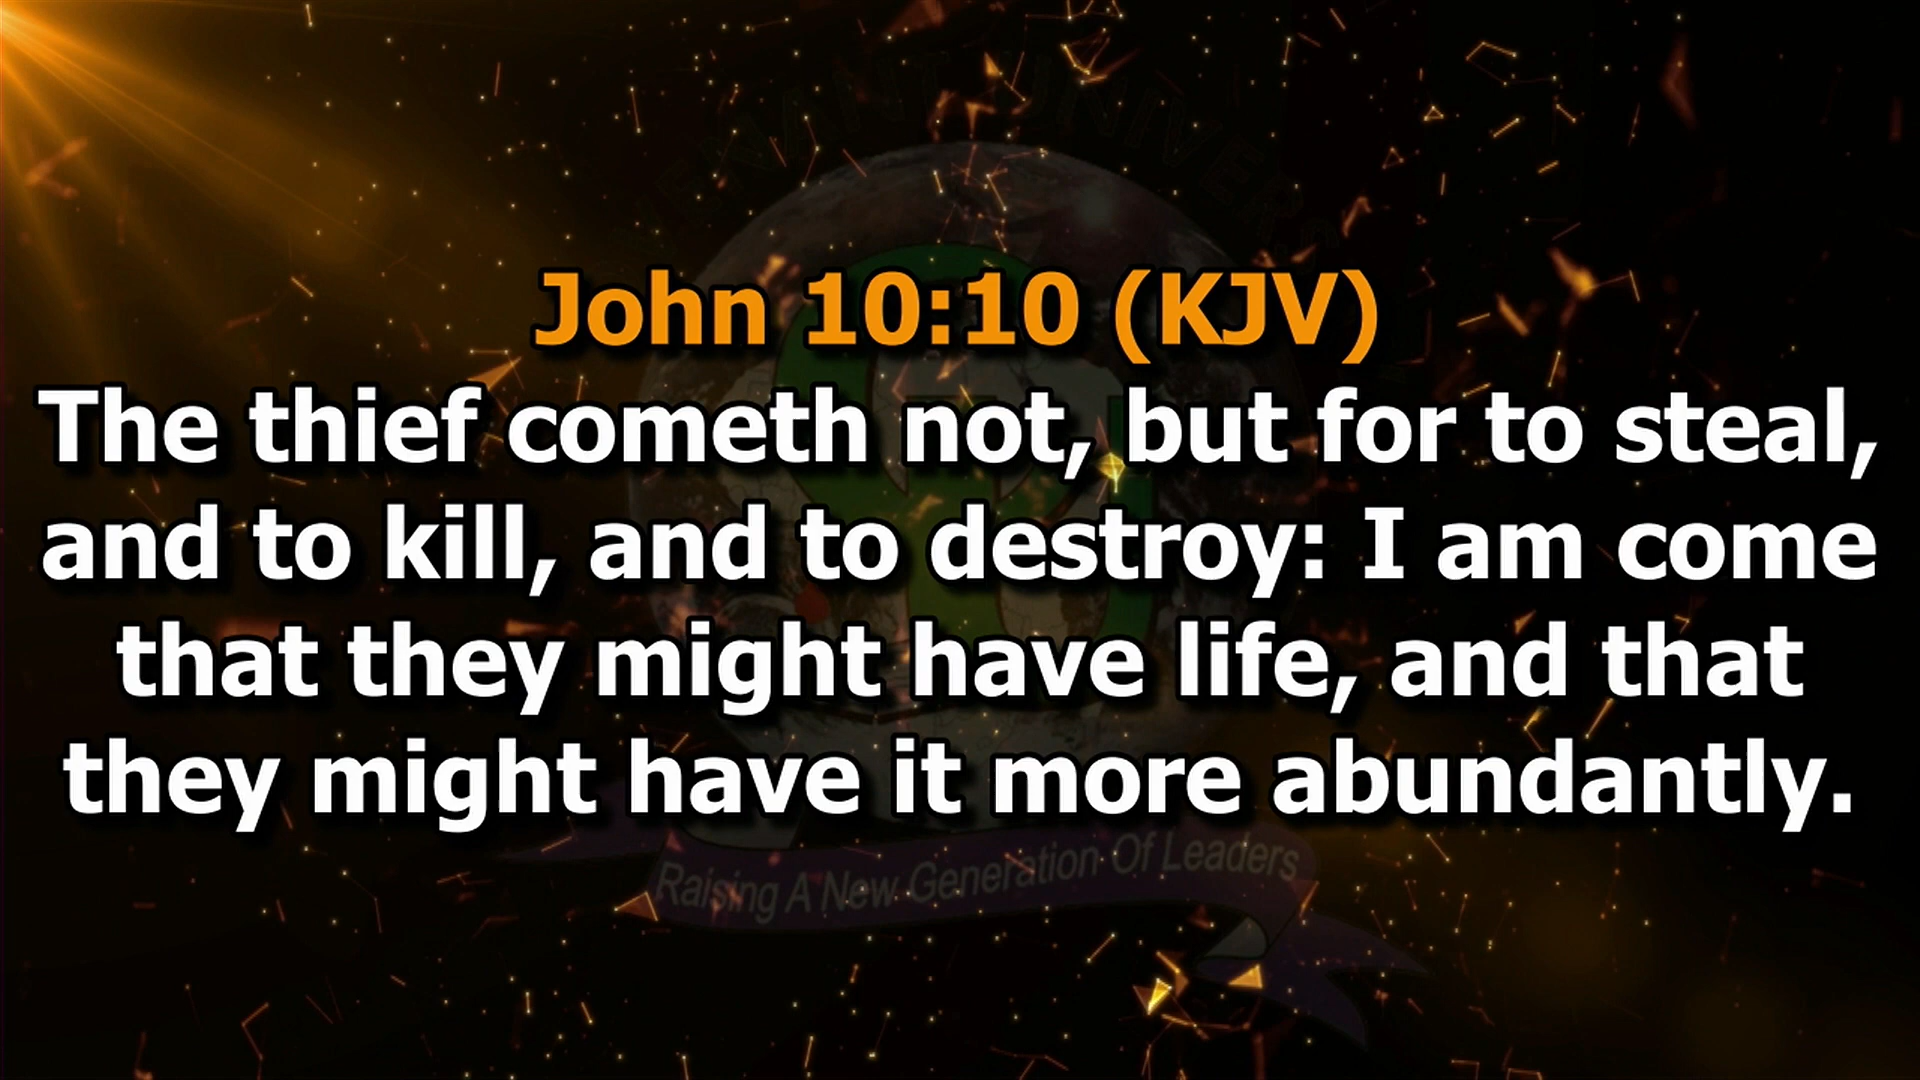 John 10:10 (KJV)
The thief cometh not, but for to steal,
and to kill, and to destroy: I am come
that they might have life, and that
they might have it more abundantly.
Raising A New Generation Of Leaders